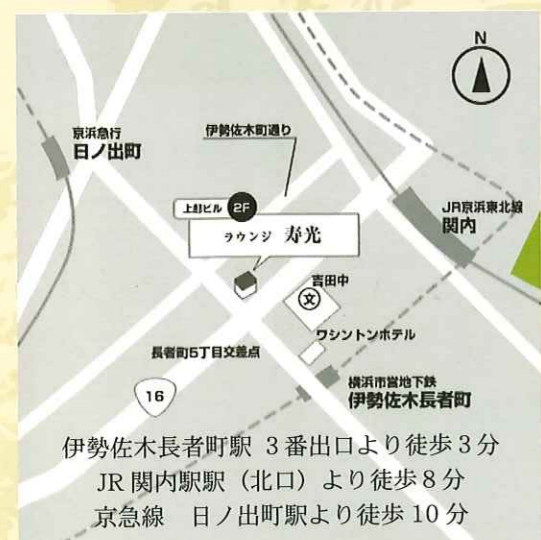 N
京浜急行
日ノ出町
伊勢佐木町通り
2F
ラウンジ 寿光
JR京浜東北線
関内
吉田中
文
ワシントンホテル
長者町5丁目交差点
16
横浜市営地下鉄
伊勢佐木長者町
伊勢佐木長者町駅 3番出口より徒歩3分
JR 関内駅駅（北口）より徒歩8分
京急線 日ノ出町駅より徒歩10分